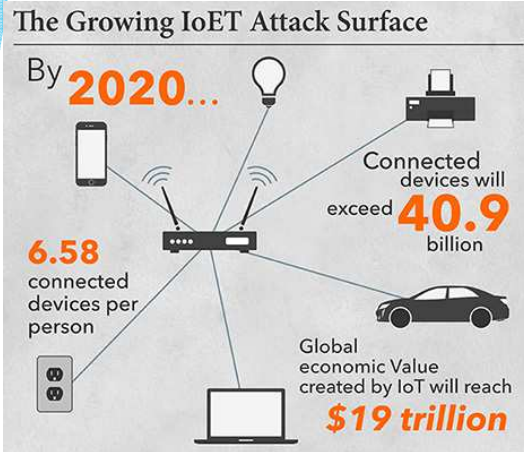 The Growing IoET Attack Surface
By 2020...
Connected
devices will
exceed 40.9
billion
6.58
connected
devices per
person
Global
economic Value
created by IoT will reach
$19 trillion